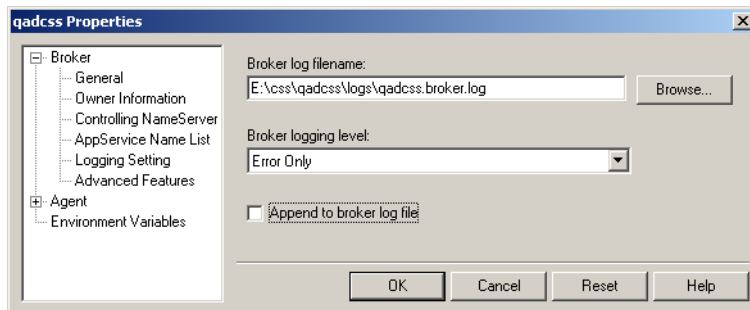 qadcss Properties
Broker
General
Owner Information
Controlling NameServer
AppService Name List
Logging Setting
Advanced Features
Agent
Environment Variables
Broker log filename:
E:\css\qadcss\logs\qadcss.broker.log
Browse...
Broker logging level:
Error Only
Append to broker log file
OK
Cancel
Reset
Help